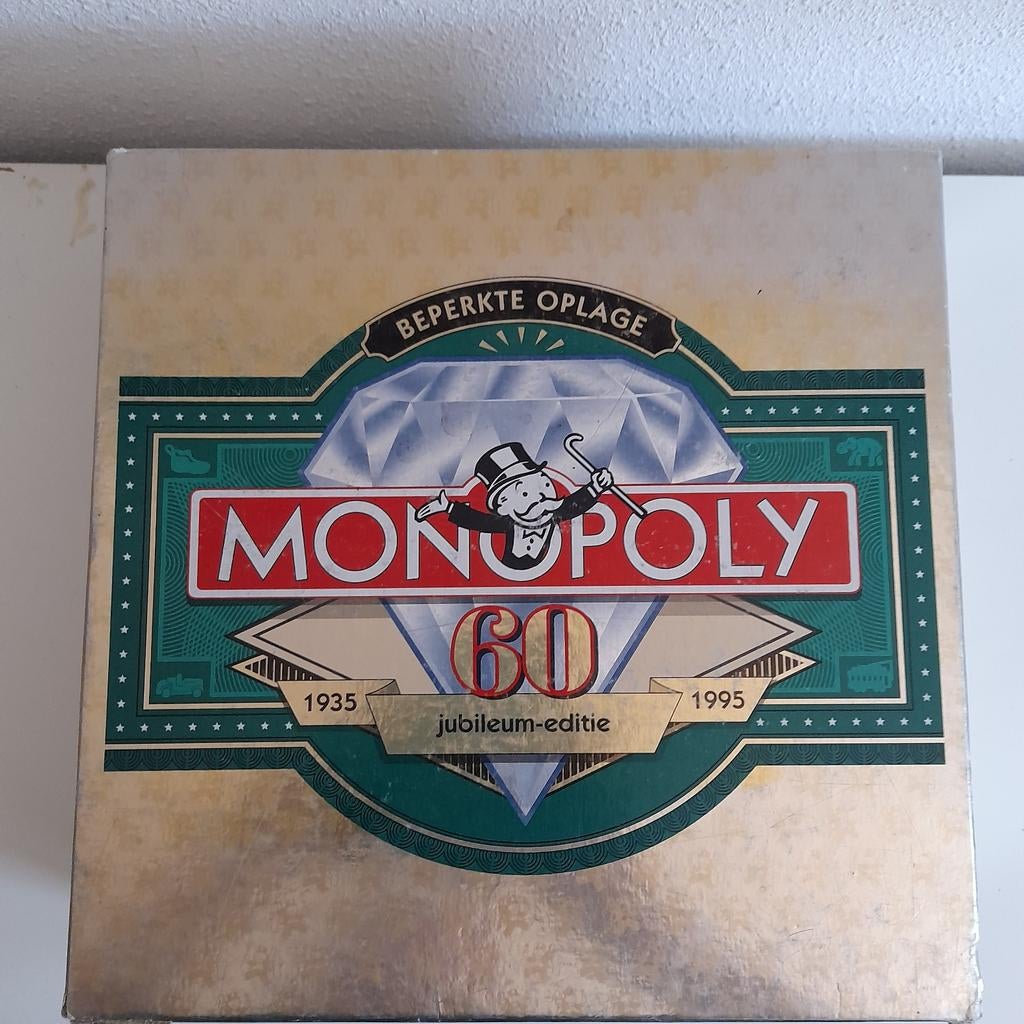 BEPERKTE OPLAGE
MONOPOLY
60
1935
1995
jubileum-editie